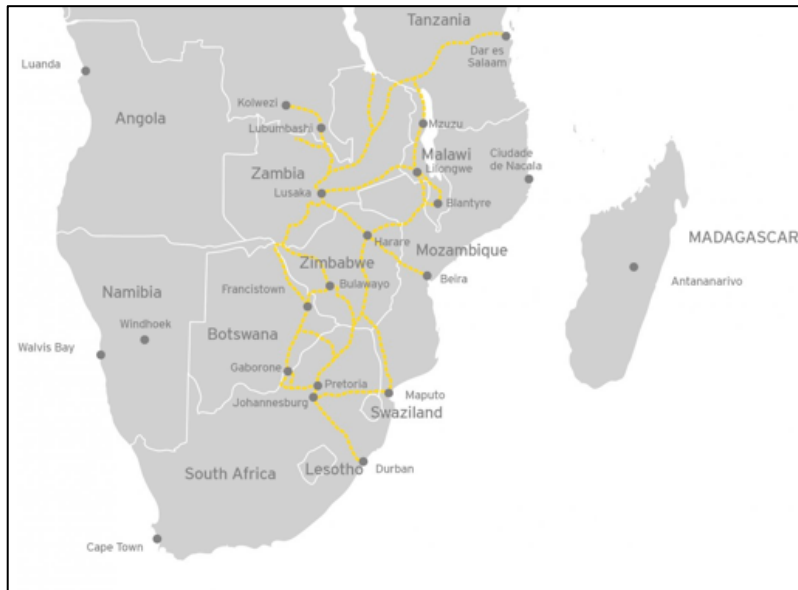 Tanzania
Dar es
Salaam
Luanda
Kolwezi
Angola
Lubumbashi
Mzuzu
Malawi
Ciudade
de Nacala
Zambia
Lilongwe
Lusaka
Blantyre
Harare
Mozambique
MADAGASCAR
Zimbabwe
Beira
Antananarivo
Namibia
Francistown
Bulawayo
Windhoek
Botswana
Walvis Bay
Gaborone
Pretoria
Johannesburg
Maputo
Swaziland
South Africa
Lesotho
Durban
Cape Town